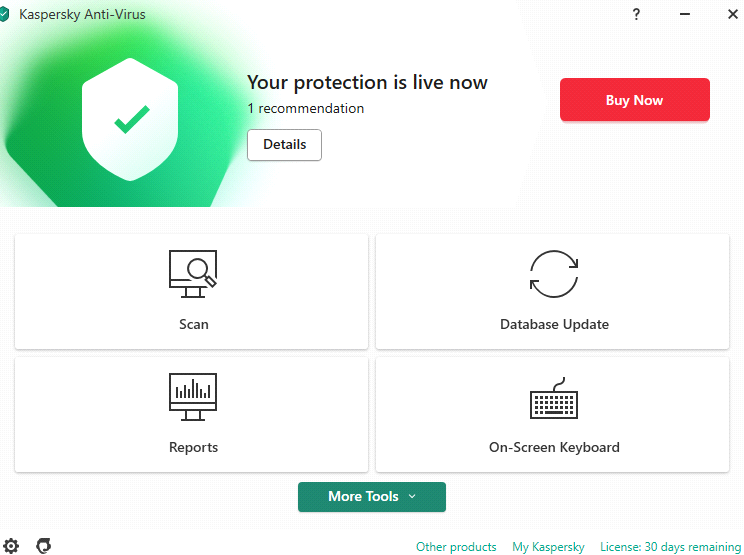 Kaspersky Anti-Virus
?
Your protection is live now
1 recommendation
Details
Buy Now
Scan
Database Update
Reports
On-Screen Keyboard
More Tools
Other products
My Kaspersky
License: 30 days remaining